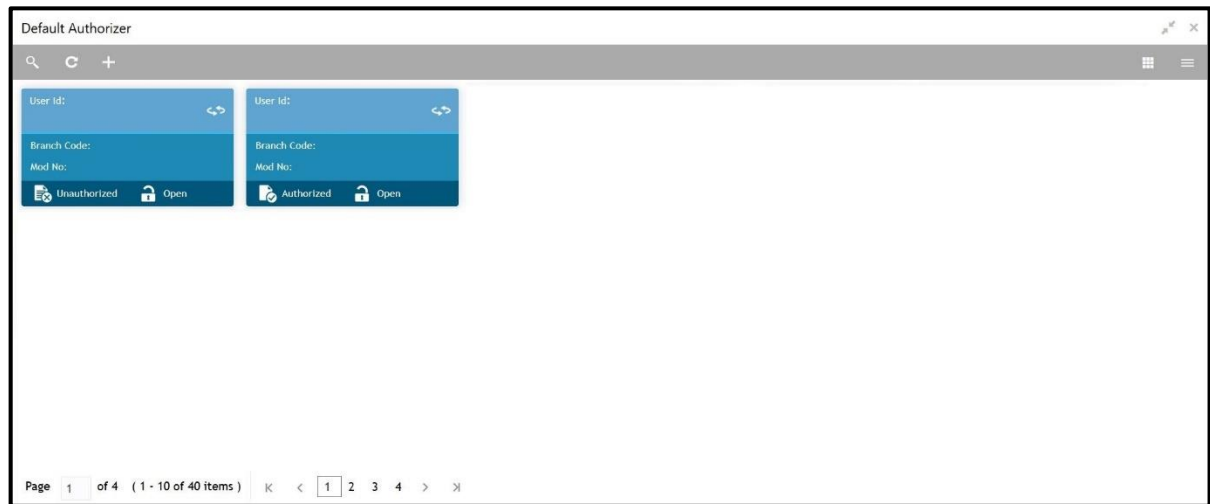 Default Authorizer
User Id:
Branch Code:
Mod No:
Unauthorized Open
User Id:
Branch Code:
Mod No:
Authorized Open
Page 1 of 4 ( 1 - 10 of 40 items ) 1 2 3 4